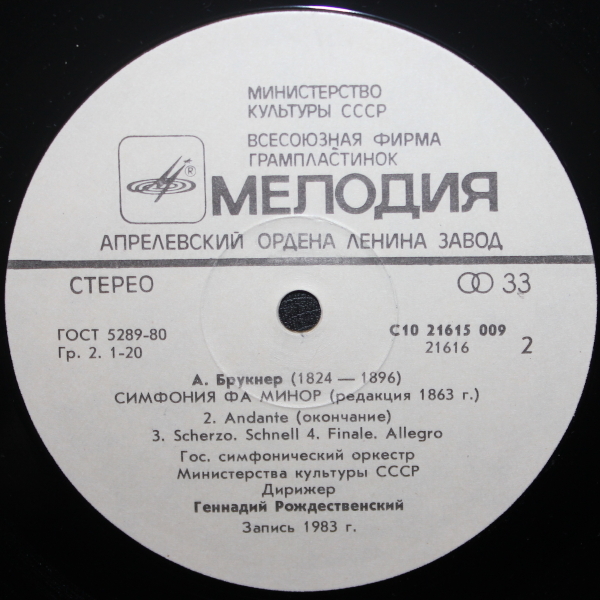 МИНИСТЕРСТВО
КУЛЬТУРЫ СССР
ВСЕСОЮЗНАЯ ФИРМА
ГРАМПЛАСТИНОК
МЕЛОДИЯ
АПРЕЛЕВСКИЙ ОРДЕНА ЛЕНИНА ЗАВОД
СТЕРЕО 33
ГОСТ 5289-80 С10 21615 009
Гр. 2. 1-20 21616 2
А. Брукнер (1824 — 1896)
СИМФОНИЯ ФА МИНОР (редакция 1863 г.)
2. Andante (окончание)
3. Scherzo. Schnell 4. Finale. Allegro
Гос. симфонический оркестр
Министерства культуры СССР
Дирижер
Геннадий Рождественский
Запись 1983 г.